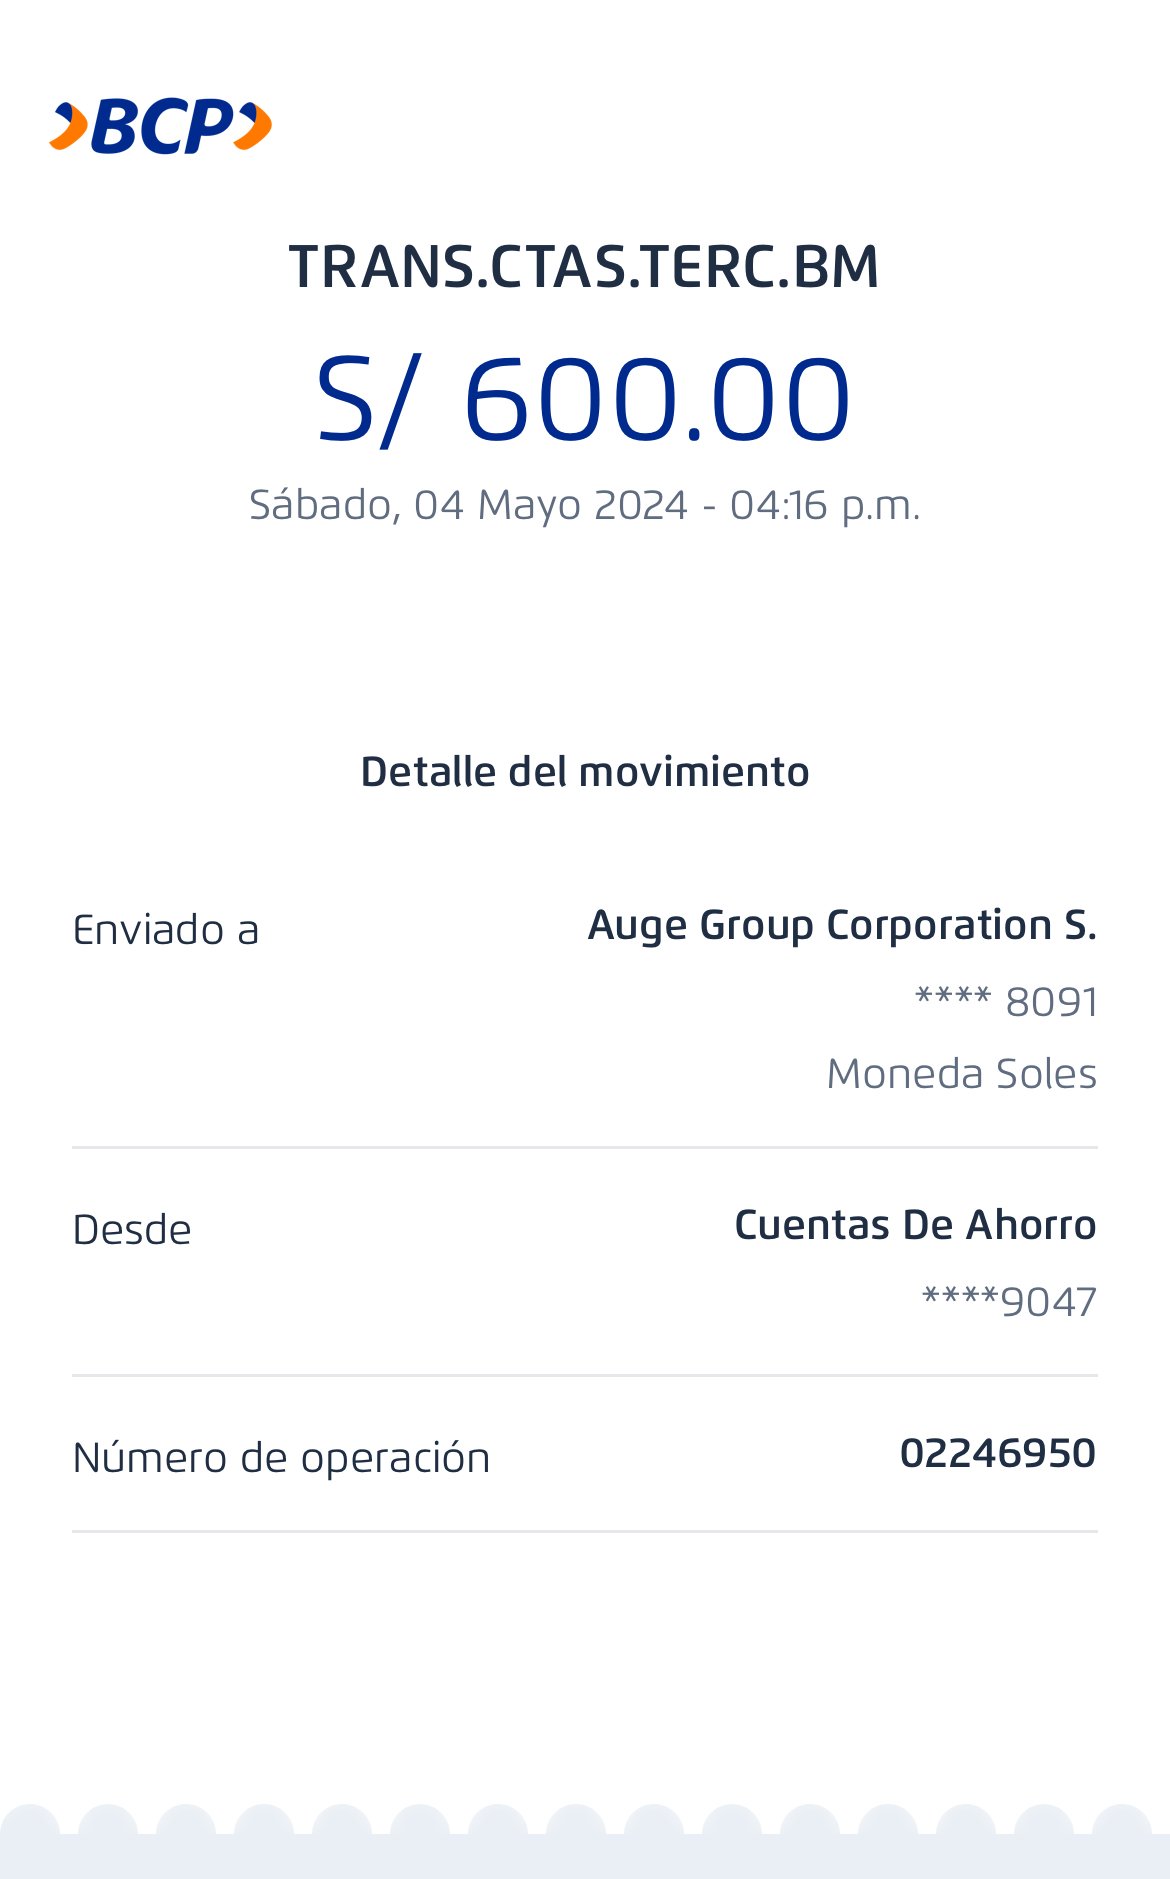 BCP
TRANS.CTAS.TERC.BM
S/ 600.00
Sábado, 04 Mayo 2024 - 04:16 p.m.
Detalle del movimiento
Enviado a Auge Group Corporation S.
**** 8091
Moneda Soles
Desde Cuentas De Ahorro
****9047
Número de operación 02246950